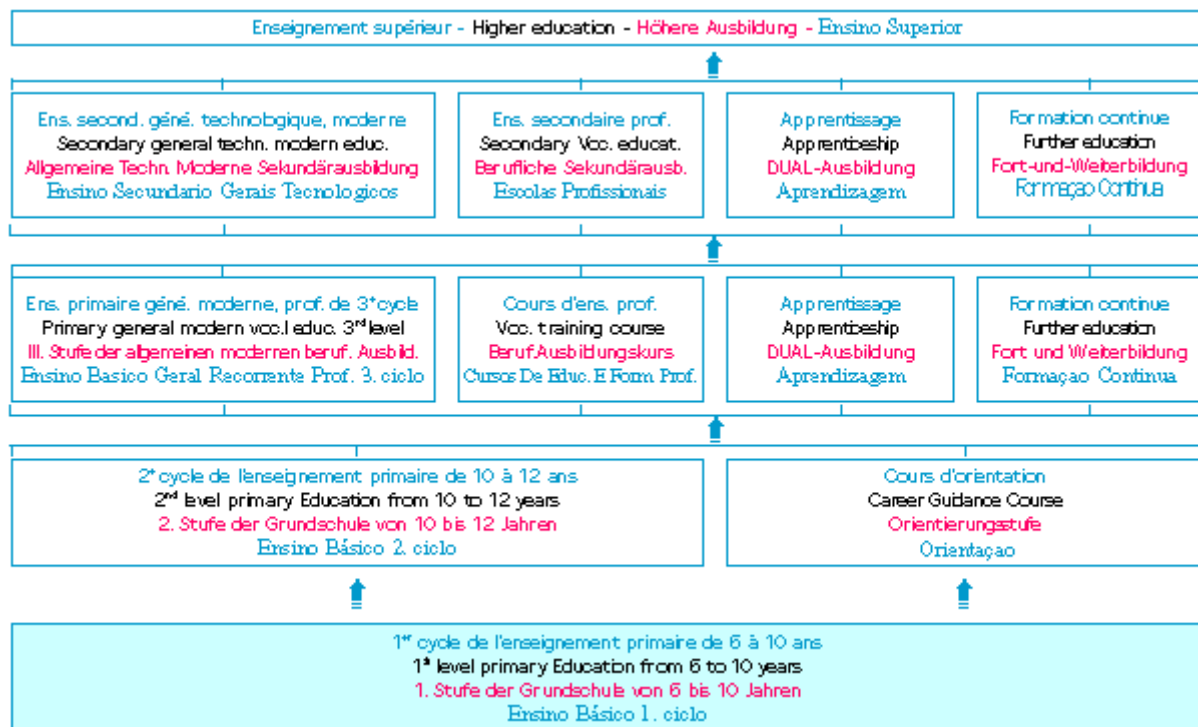 Enseignement supérieur - Higher education - Höhere Ausbildung - Ensino Superior
Ens. second. géné. technologique, moderne
Secondary general techn. modern educ.
Allgemeine Techn. Moderne Sekundärausbildung
Ensino Secundario Gerais Tecnologicos
Ens. secondaire prof.
Secondary Voc. educat.
Berufliche Sekundärausb.
Escolas Profissionais
Apprentissage
Apprenticeship
DUAL-Ausbildung
Aprendizagem
Formation continue
Further education
Fort-und-Weiterbildung
Formaçao Continua
Ens. primaire géné. moderne, prof. de 3e cycle
Primary general modern voc.l educ. 3rd level
III. Stufe der allgemeinen modernen beruf. Ausbild.
Ensino Basico Geral Recorrente Prof. 3. ciclo
Cours d'ens. prof.
Voc. training course
Beruf Ausbildungskurs
Cursos De Educ. E Form. Prof.
Apprentissage
Apprenticeship
DUAL-Ausbildung
Aprendizagem
Formation continue
Further education
Fort und Weiterbildung
Formaçao Continua
2e cycle de l'enseignement primaire de 10 à 12 ans
2nd level primary Education from 10 to 12 years
2. Stufe der Grundschule von 10 bis 12 Jahren
Ensino Básico 2. ciclo
Cours d'orientation
Career Guidance Course
Orientierungsstufe
Orientaçao
1er cycle de l'enseignement primaire de 6 à 10 ans
1st level primary Education from 6 to 10 years
1. Stufe der Grundschule von 6 bis 10 Jahren
Ensino Básico 1. ciclo